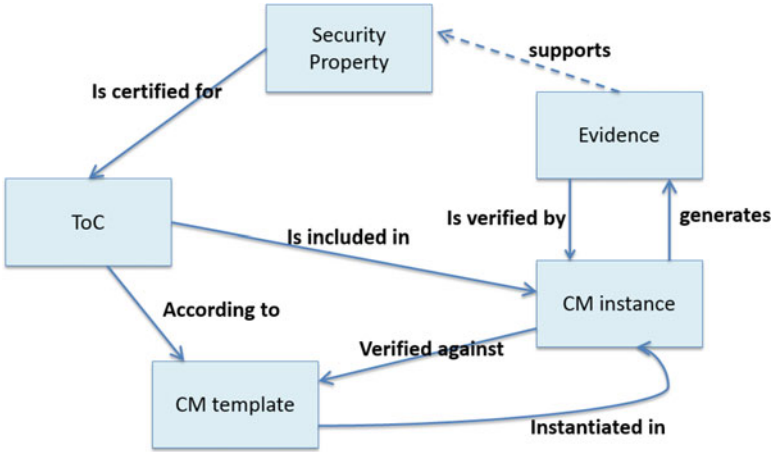 Security
Property
supports
Is certified for
Evidence
ToC
Is verified by
generates
Is included in
CM instance
According to
Verified against
CM template
Instantiated in